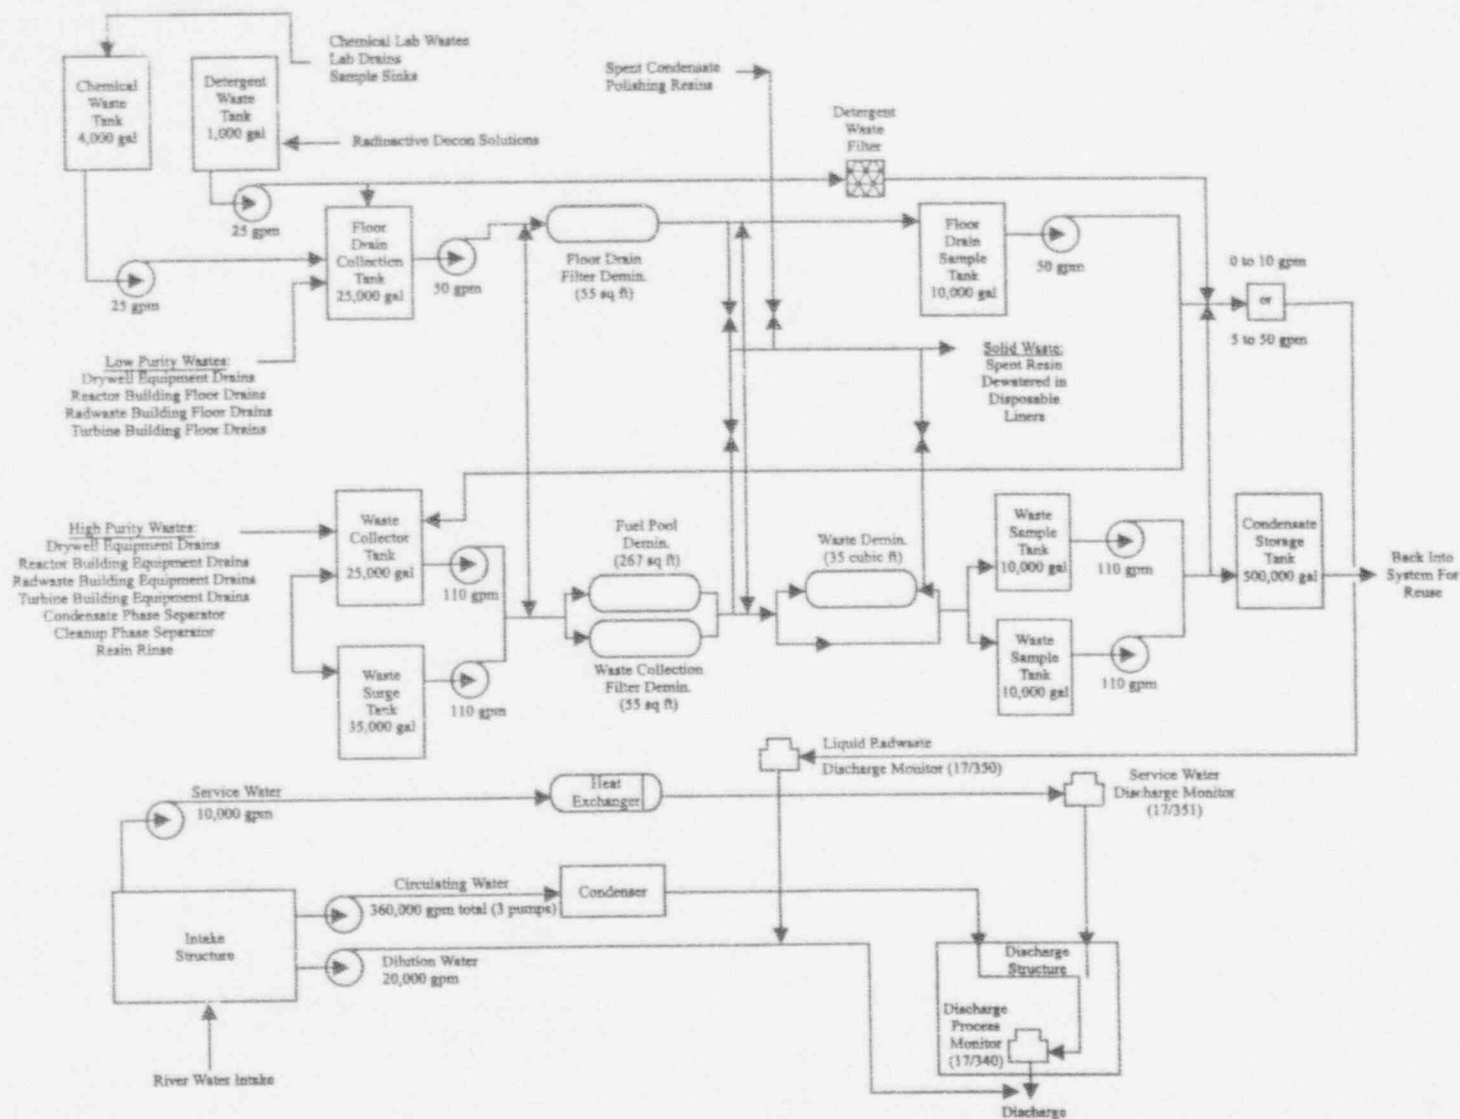 Chemical Lab Wastes
Lab Drains
Sample Sinks
Chemical
Waste
Tank
4,000 gal
Detergent
Waste
Tank
1,000 gal
Radioactive Decon Solutions
Spent Condensate
Polishing Resins
Detergent
Waste
Filter
25 gpm
25 gpm
Floor
Drain
Collection
Tank
25,000 gal
50 gpm
Floor Drain
Filter Demin.
(55 sq ft)
Floor
Drain
Sample
Tank
10,000 gal
50 gpm
0 to 10 gpm
or
5 to 50 gpm
Low Purity Wastes:
Drywell Equipment Drains
Reactor Building Floor Drains
Radwaste Building Floor Drains
Turbine Building Floor Drains
Solid Waste:
Spent Resin
Dewatered in
Disposable
Liners
High Purity Wastes:
Drywell Equipment Drains
Reactor Building Equipment Drains
Radwaste Building Equipment Drains
Turbine Building Equipment Drains
Condensate Phase Separator
Cleanup Phase Separator
Resin Rinse
Waste
Collector
Tank
25,000 gal
110 gpm
Waste
Surge
Tank
35,000 gal
110 gpm
Fuel Pool
Demin.
(267 sq ft)
Waste Collection
Filter Demin.
(55 sq ft)
Waste Demin.
(35 cubic ft)
Waste
Sample
Tank
10,000 gal
110 gpm
Waste
Sample
Tank
10,000 gal
110 gpm
Condensate
Storage
Tank
500,000 gal
Back Into
System For
Reuse
Liquid Radwaste
Discharge Monitor (17/350)
Service Water
Discharge Monitor
(17/351)
Service Water
10,000 gpm
Heat
Exchanger
Circulating Water
360,000 gpm total (3 pumps)
Condenser
Intake
Structure
Dilution Water
20,000 gpm
Discharge
Structure
Discharge
Process
Monitor
(17/340)
River Water Intake
Discharge